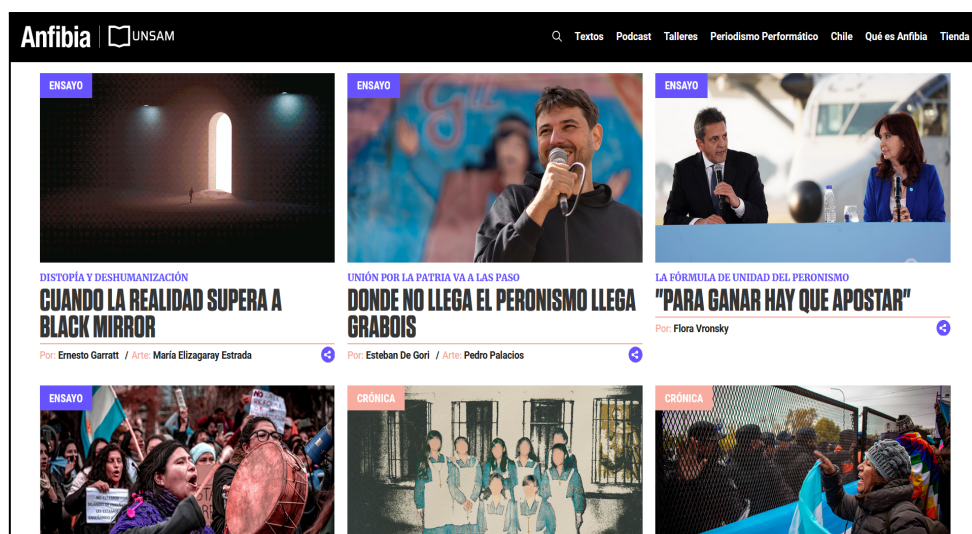 Anfibia UNSAM
Textos Podcast Talleres Periodismo Performático Chile Qué es Anfibia Tienda
ENSAYO
DISTOPÍA Y DESHUMANIZACIÓN
CUANDO LA REALIDAD SUPERA A
BLACK MIRROR
Por: Ernesto Garratt / Arte: María Elizagaray Estrada
ENSAYO
UNIÓN POR LA PATRIA VA A LAS PASO
DONDE NO LLEGA EL PERONISMO LLEGA
GRABOIS
Por: Esteban De Gori / Arte: Pedro Palacios
ENSAYO
LA FÓRMULA DE UNIDAD DEL PERONISMO
"PARA GANAR HAY QUE APOSTAR"
Por: Flora Vronsky
ENSAYO
CRÓNICA
CRÓNICA